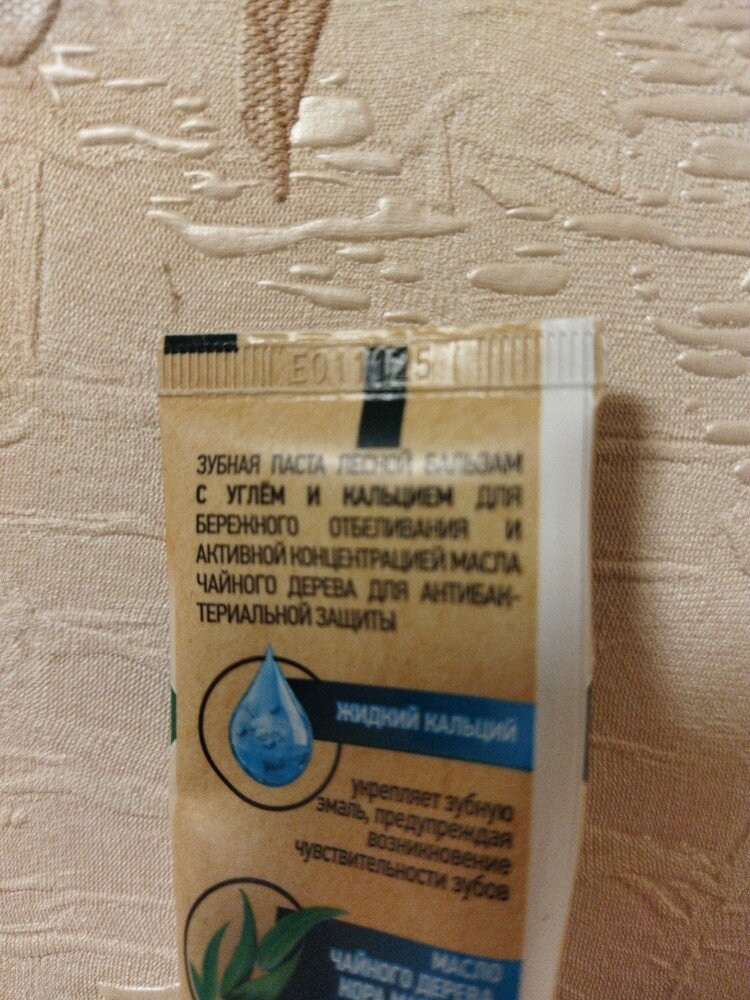 E011125
ЗУБНАЯ ПАСТА ЛЕСНОЙ БАЛЬЗАМ
С УГЛЁМ И КАЛЬЦИЕМ ДЛЯ
БЕРЕЖНОГО ОТБЕЛИВАНИЯ И
АКТИВНОЙ КОНЦЕНТРАЦИЕЙ МАСЛА
ЧАЙНОГО ДЕРЕВА ДЛЯ АНТИБАК-
ТЕРИАЛЬНОЙ ЗАЩИТЫ
ЖИДКИЙ КАЛЬЦИЙ
укрепляет зубную
эмаль, предупреждая
возникновение
чувствительности зубов
МАСЛО
ЧАЙНОГО ДЕРЕВА